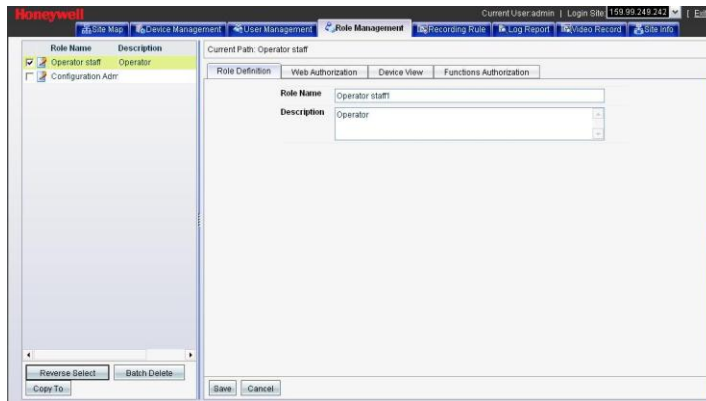 Honeywell
Current User:admin | Login Site 159.99.249.242 [ Exi
Site Map Device Management User Management Role Management Recording Rule Log Report Video Record Site Info
Role Name Description
Operator staff Operator
Configuration Adm
Current Path: Operator staff
Role Definition Web Authorization Device View Functions Authorization
Role Name Operator staff1
Description Operator
Reverse Select Batch Delete
Copy To
Save Cancel